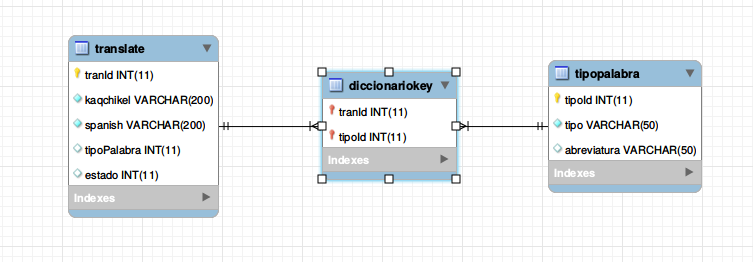 translate
tranId INT(11)
kaqchikel VARCHAR(200)
spanish VARCHAR(200)
tipoPalabra INT(11)
estado INT(11)
Indexes
diccionariokey
tranId INT(11)
tipoId INT(11)
Indexes
tipopalabra
tipoId INT(11)
tipo VARCHAR(50)
abreviatura VARCHAR(50)
Indexes